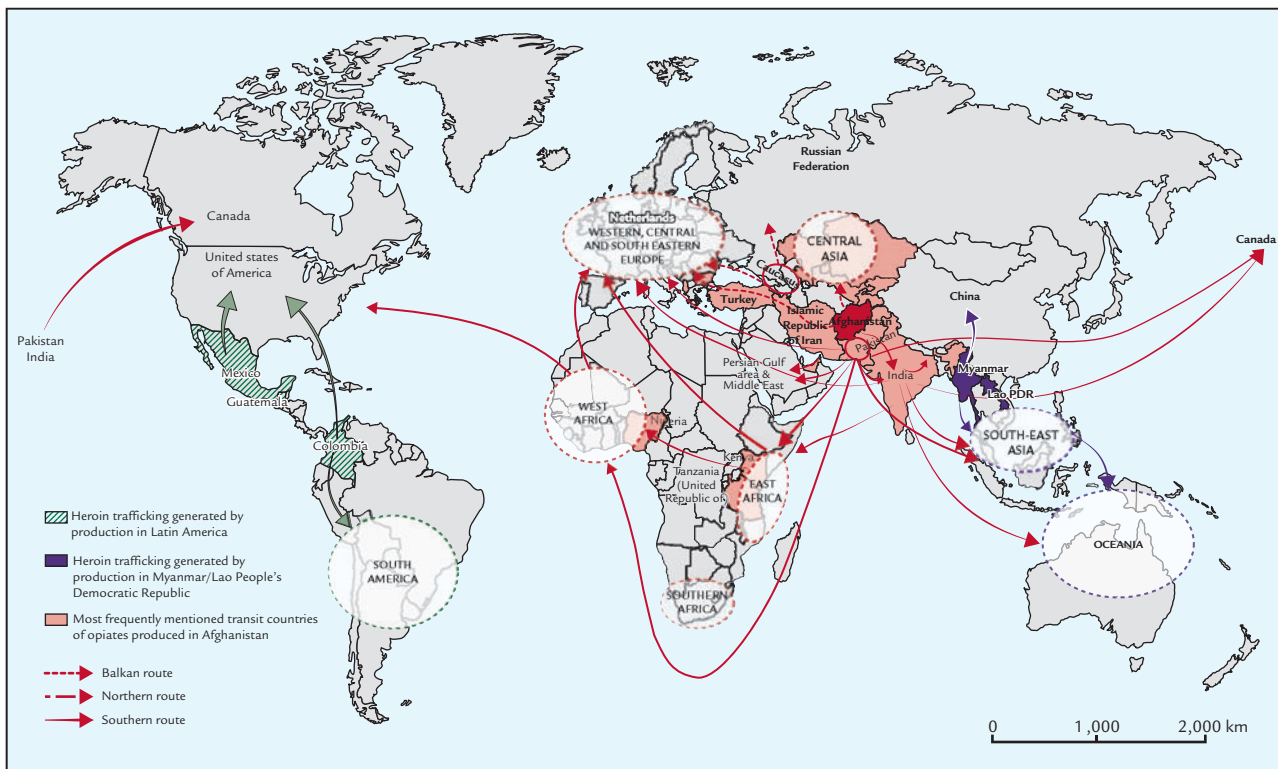 Russian
Federation
Canada
Netherlands
WESTERN, CENTRAL
AND SOUTH EASTERN
EUROPE
CENTRAL
ASIA
Canada
United states
of America
Caucasus
Turkey
China
Islamic
Republic
of Iran
Afghanistan
Pakistan
Pakistan
India
Mexico
Guatemala
Persian Gulf
area &
Middle East
India
Myanmar
Lao PDR
WEST
AFRICA
Nigeria
Colombia
Kenya
Tanzania
(United
Republic of
EAST
AFRICA
SOUTH-EAST
ASIA
OCEANIA
SOUTH
AMERICA
SOUTHERN
AFRICA
Heroin trafficking generated by
production in Latin America
Heroin trafficking generated by
production in Myanmar/Lao People's
Democratic Republic
Most frequently mentioned transit countries
of opiates produced in Afghanistan
Balkan route
Northern route
Southern route
0 1,000 2,000 km